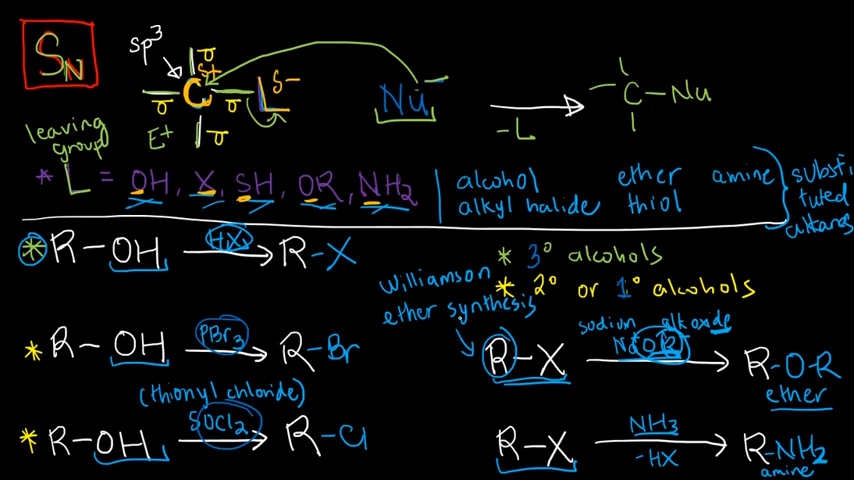 SN
sp3
σ
δ+
σ C σ L δ-
E+ σ
Nu
-L
C-Nu
leaving
group
* L = OH, X, SH, OR, NH2
alcohol ether amine
alkyl halide thiol
substi
tuted
alkanes
* R-OH HX R-X
* 3° alcohols
* 2° or 1° alcohols
Williamson
ether synthesis
* R-OH PBr3 R-Br
sodium alkoxide
R-X NaOR R-O-R
ether
(thionyl chloride)
* R-OH SOCl2 R-Cl
R-X NH3 R-NH2
-HX
amine